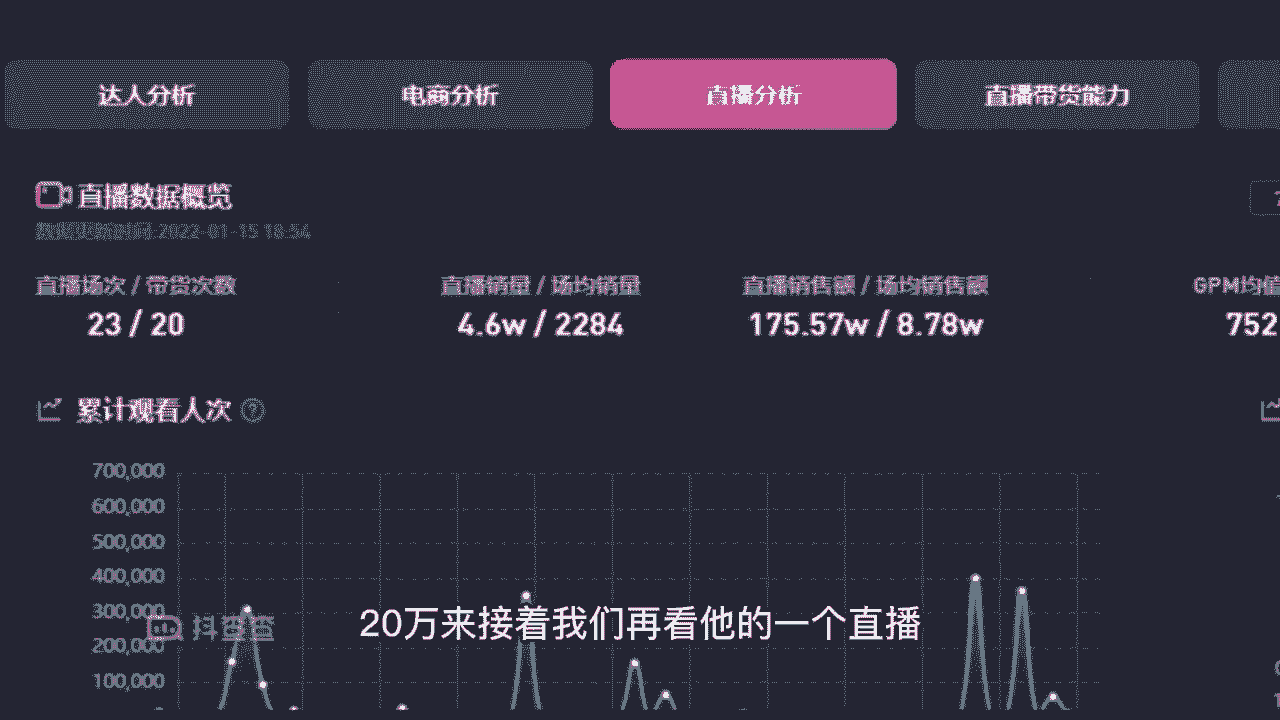 达人分析
电商分析
直播分析
直播带货能力
直播数据概览
数据更新时间:2022-01-15 18:54
直播场次 / 带货次数
直播销量 / 场均销量
直播销售额 / 场均销售额
GPM均值
23 / 20
4.6w / 2284
175.57w / 8.78w
752
累计观看人次 ?
700,000
600,000
500,000
400,000
300,000
200,000
100,000
抖查查
20万来接着我们再看他的一个直播